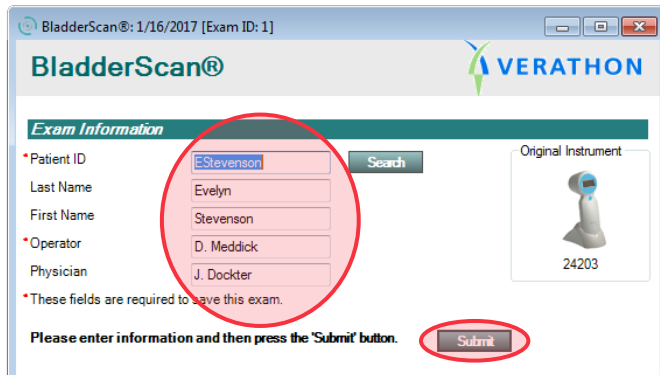 BladderScan®: 1/16/2017 [Exam ID: 1]
BladderScan®
VERATHON
Exam Information
*Patient ID EStevenson Search
Original Instrument
Last Name Evelyn
First Name Stevenson
*Operator D. Meddick
Physician J. Dockter
24203
*These fields are required to save this exam.
Please enter information and then press the 'Submit' button. Submit